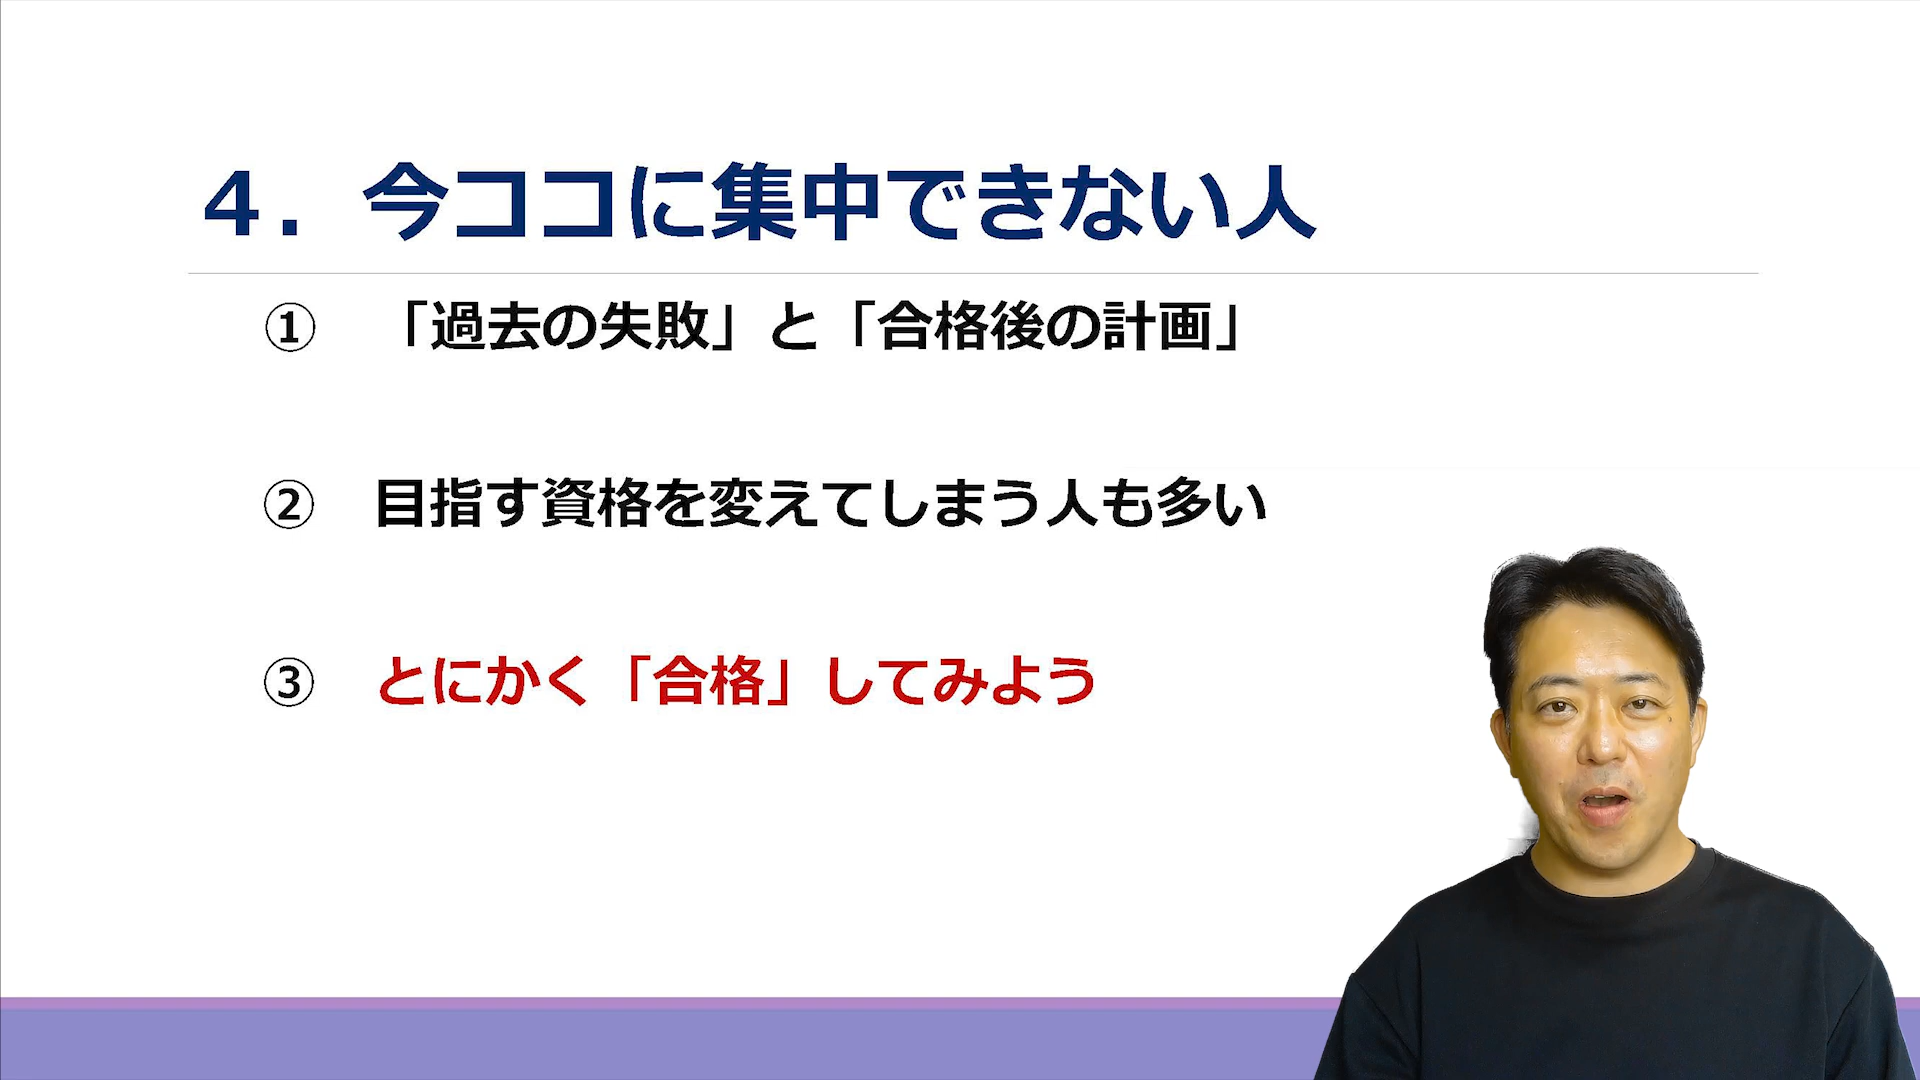 ４．今ココに集中できない人
① 「過去の失敗」と「合格後の計画」
② 目指す資格を変えてしまう人も多い
③ とにかく「合格」してみよう